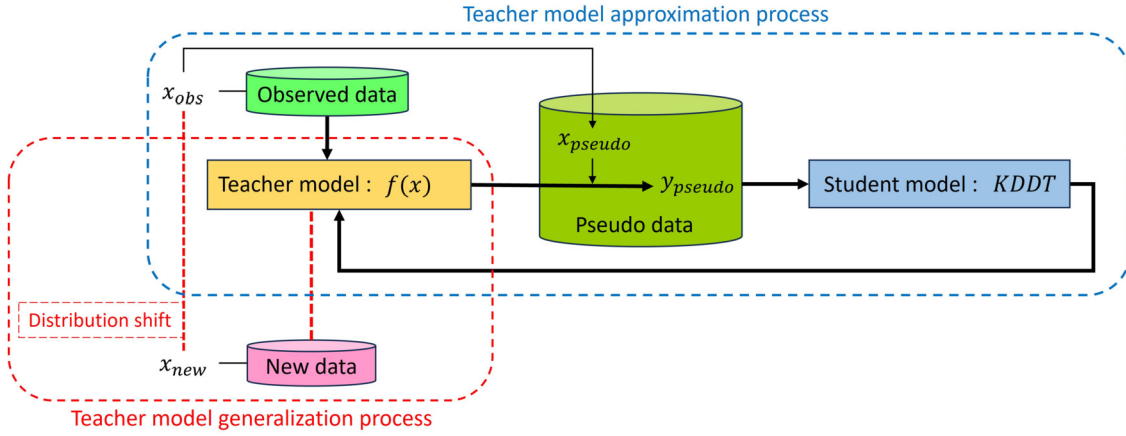 Teacher model approximation process
x_obs
Observed data
x_pseudo
Teacher model : f(x)
y_pseudo
Student model : KDDT
Pseudo data
Distribution shift
x_new
New data
Teacher model generalization process